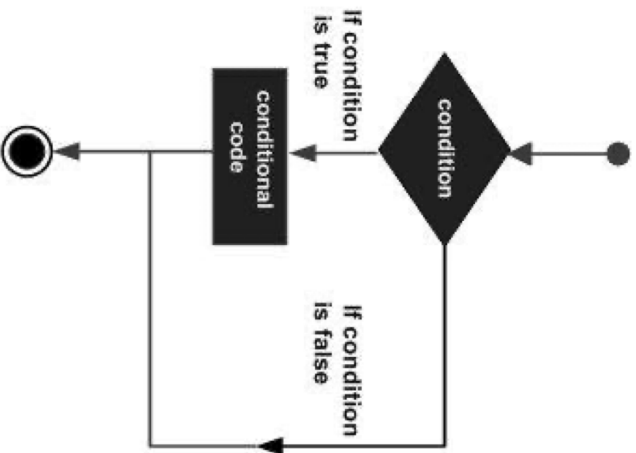 condition
If condition
is true
conditional
code
If condition
is false